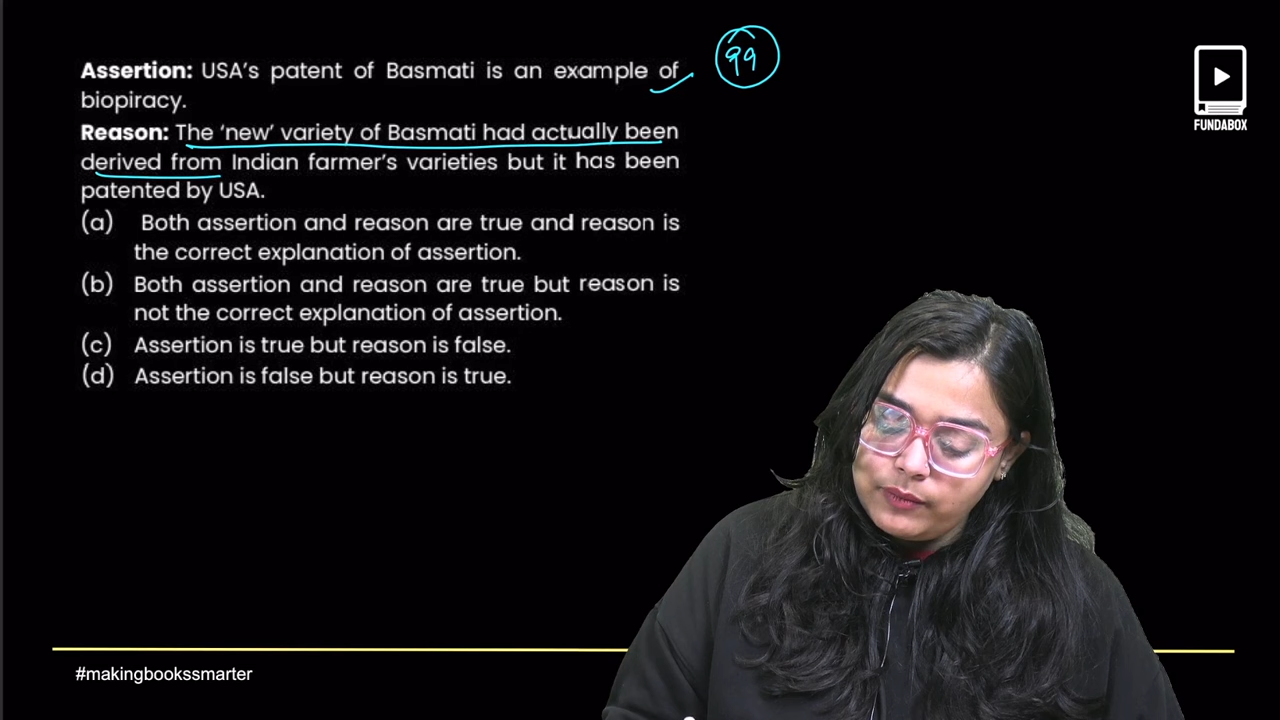 99
Assertion: USA's patent of Basmati is an example of
biopiracy.
Reason: The 'new' variety of Basmati had actually been
derived from Indian farmer's varieties but it has been
patented by USA.
(a) Both assertion and reason are true and reason is
the correct explanation of assertion.
(b) Both assertion and reason are true but reason is
not the correct explanation of assertion.
(c) Assertion is true but reason is false.
(d) Assertion is false but reason is true.
FUNDABOX
#makingbookssmarter